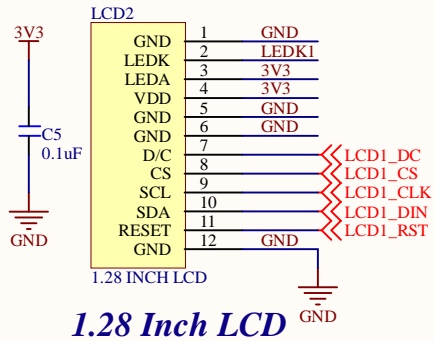 LCD2
3V3
GND 1 GND
LEDK 2 LEDK1
LEDA 3 3V3
VDD 4 3V3
GND 5 GND
GND 6 GND
C5
0.1uF
D/C 7 LCD1_DC
CS 8 LCD1_CS
SCL 9 LCD1_CLK
SDA 10 LCD1_DIN
RESET 11 LCD1_RST
GND 12 GND
GND
1.28 INCH LCD
GND
1.28 Inch LCD